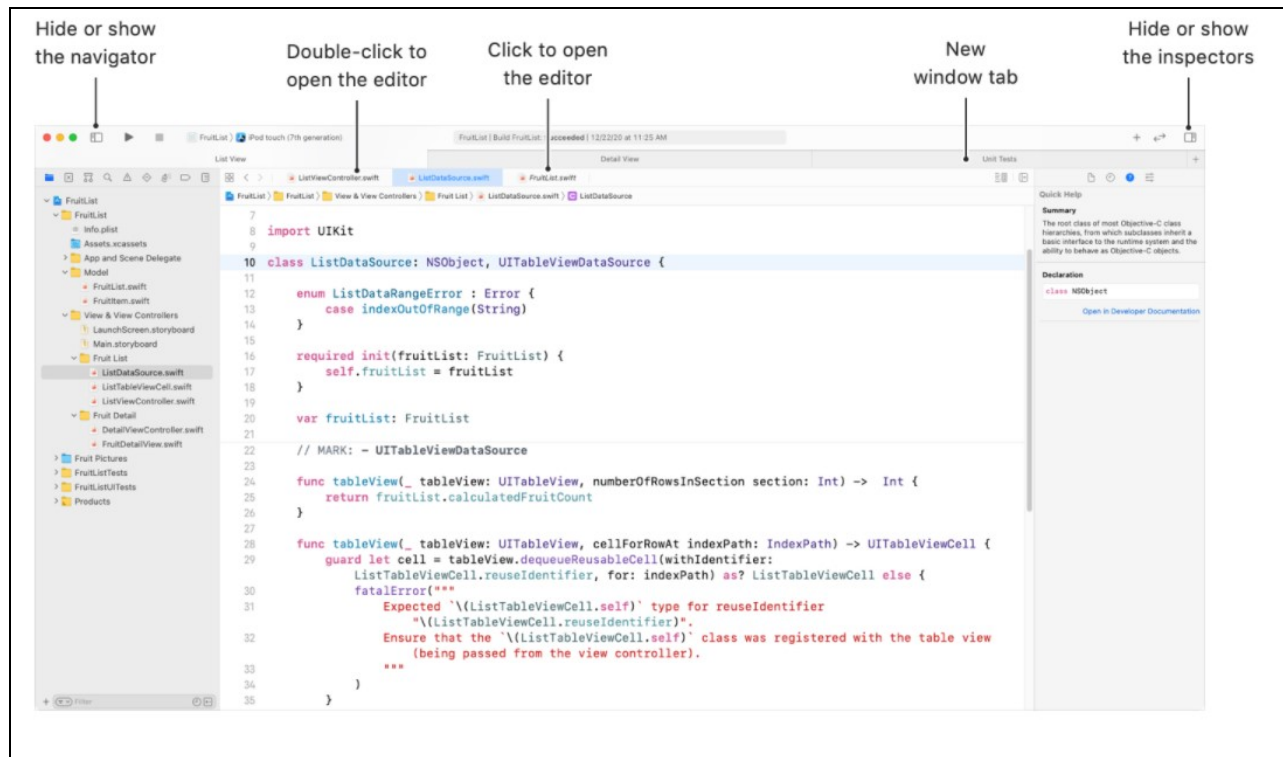 Hide or show
the navigator
Double-click to
open the editor
Click to open
the editor
New
window tab
Hide or show
the inspectors
FruitList
iPod touch (7th generation)
FruitList | Build FruitList: Succeeded | 12/22/20 at 11:25 AM
List View
Detail View
Unit Tests
ListViewController.swift
ListDataSource.swift
FruitList.swift
FruitList
FruitList
View & View Controllers
Fruit List
ListDataSource.swift
ListDataSource
FruitList
FruitList
Info.plist
Assets.xcassets
App and Scene Delegate
Model
FruitList.swift
FruitItem.swift
View & View Controllers
LaunchScreen.storyboard
Main.storyboard
Fruit List
ListDataSource.swift
ListTableViewCell.swift
ListViewController.swift
Fruit Detail
DetailViewController.swift
FruitDetailView.swift
Fruit Pictures
FruitListTests
FruitListUITests
Products
Filter
7
8 import UIKit
9
10 class ListDataSource: NSObject, UITableViewDataSource {
11
12 enum ListDataRangeError : Error {
13 case indexOutOfRange(String)
14 }
15
16 required init(fruitList: FruitList) {
17 self.fruitList = fruitList
18 }
19
20 var fruitList: FruitList
21
22 // MARK: - UITableViewDataSource
23
24 func tableView(_ tableView: UITableView, numberOfRowsInSection section: Int) -> Int {
25 return fruitList.calculatedFruitCount
26 }
27
28 func tableView(_ tableView: UITableView, cellForRowAt indexPath: IndexPath) -> UITableViewCell {
29 guard let cell = tableView.dequeueReusableCell(withIdentifier:
ListTableViewCell.reuseIdentifier, for: indexPath) as? ListTableViewCell else {
30 fatalError("""
31 Expected `\(ListTableViewCell.self)` type for reuseIdentifier
"\(ListTableViewCell.reuseIdentifier)".
32 Ensure that the `\(ListTableViewCell.self)` class was registered with the table view
(being passed from the view controller).
33 """
34 )
35 }
Quick Help
Summary
The root class of most Objective-C class
hierarchies, from which subclasses inherit a
basic interface to the runtime system and the
ability to behave as Objective-C objects.
Declaration
class NSObject
Open in Developer Documentation